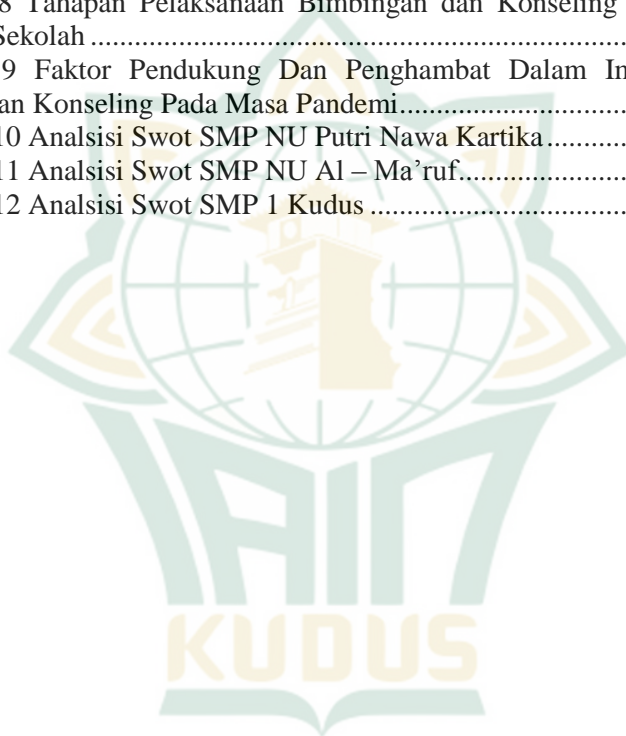 8 Tahapan Pelaksanaan Bimbingan dan Konseling
Sekolah ........................................................................................
9 Faktor Pendukung Dan Penghambat Dalam In
an Konseling Pada Masa Pandemi......................................
10 Analsisi Swot SMP NU Putri Nawa Kartika..............
11 Analsisi Swot SMP NU Al – Ma’ruf............................
12 Analsisi Swot SMP 1 Kudus ..........................................
IAIN
KUDUS